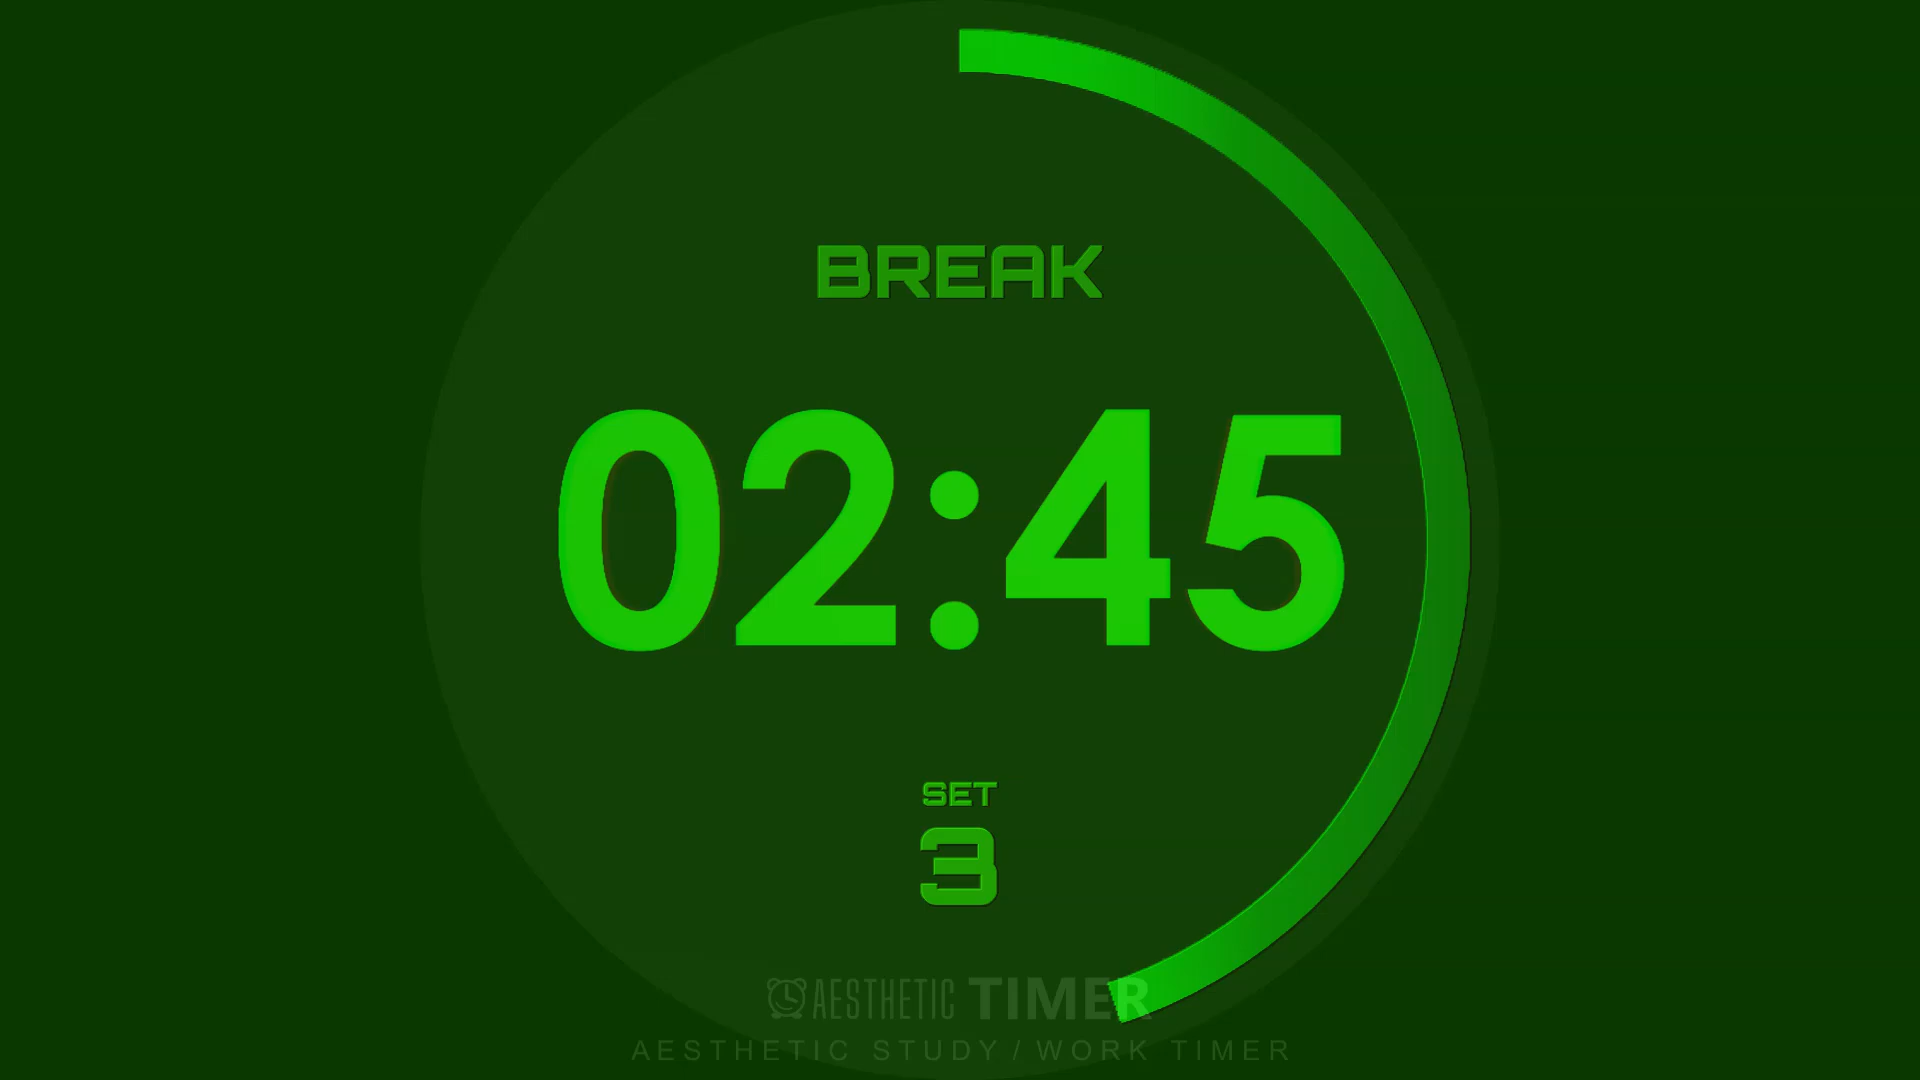 BREAK
02:45
SET
3
AESTHETIC TIMER
AESTHETIC STUDY / WORK TIMER